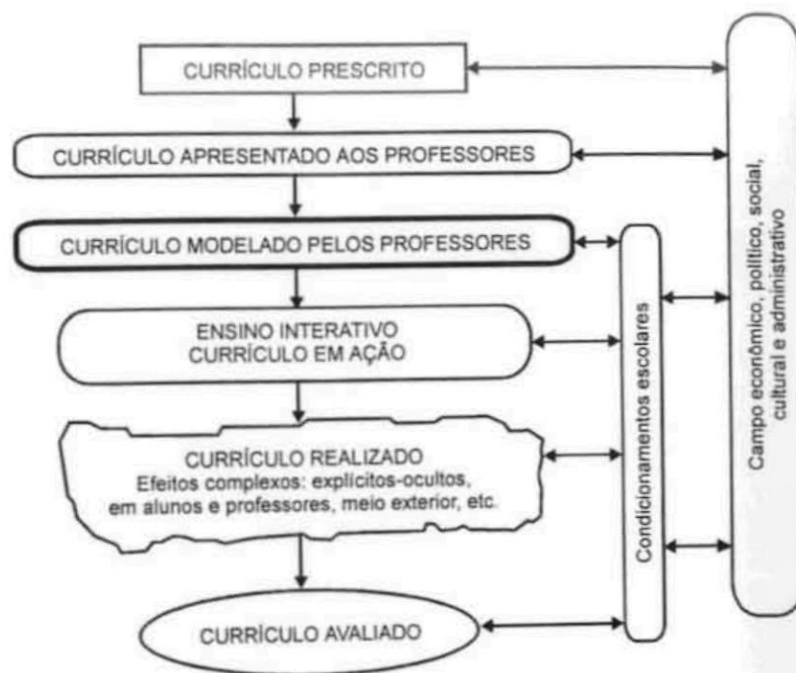 CURRÍCULO PRESCRITO
CURRÍCULO APRESENTADO AOS PROFESSORES
CURRÍCULO MODELADO PELOS PROFESSORES
ENSINO INTERATIVO
CURRÍCULO EM AÇÃO
CURRÍCULO REALIZADO
Efeitos complexos: explícitos-ocultos,
em alunos e professores, meio exterior, etc.
CURRÍCULO AVALIADO
Condicionamentos escolares
Campo econômico, político, social,
cultural e administrativo